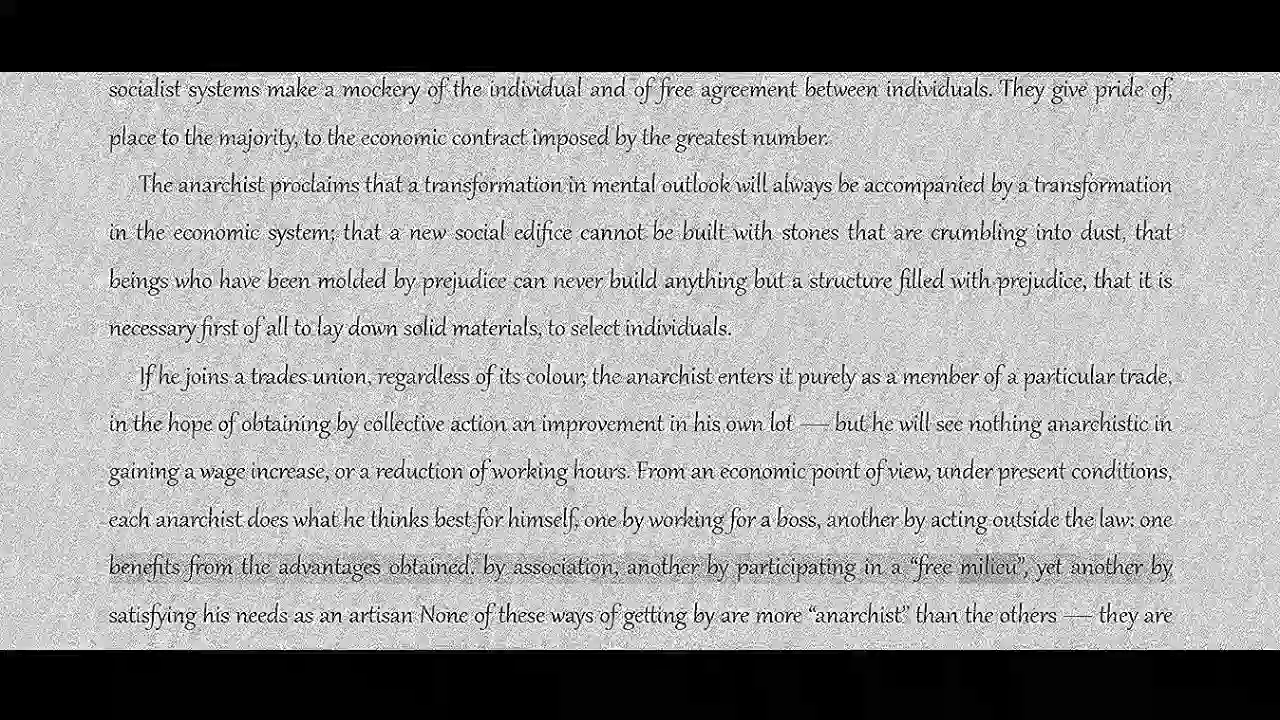 socialist systems make a mockery of the individual and of free agreement between individuals. They give pride of,
place to the majority, to the economic contract imposed by the greatest number.
The anarchist proclaims that a transformation in mental outlook will always be accompanied by a transformation
in the economic system; that a new social edifice cannot be built with stones that are crumbling into dust, that
beings who have been molded by prejudice can never build anything but a structure filled with prejudice, that it is
necessary first of all to lay down solid materials, to select individuals.
If he joins a trades union, regardless of its colour, the anarchist enters it purely as a member of a particular trade,
in the hope of obtaining by collective action an improvement in his own lot — but he will see nothing anarchistic in
gaining a wage increase, or a reduction of working hours. From an economic point of view, under present conditions,
each anarchist does what he thinks best for himself, one by working for a boss, another by acting outside the law: one
benefits from the advantages obtained. by association, another by participating in a “free milieu”, yet another by
satisfying his needs as an artisan None of these ways of getting by are more “anarchist” than the others — they are